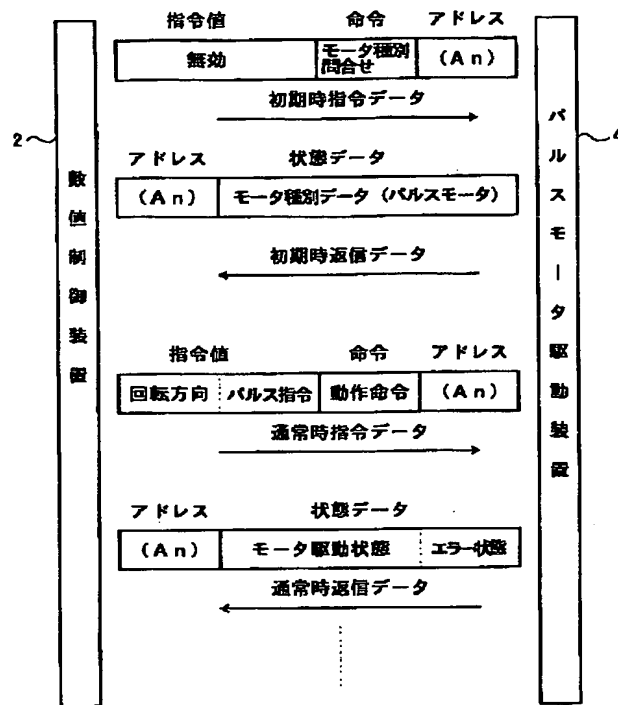 指令値 命令 アドレス
無効 モータ種別問合せ (An)
初期時指令データ
2 4
アドレス 状態データ
(An) モータ種別データ (パルスモータ)
初期時返信データ
指令値 命令 アドレス
回転方向 パルス指令 動作命令 (An)
通常時指令データ
アドレス 状態データ
(An) モータ駆動状態 エラー状態
通常時返信データ
数値制御装置
パルスモータ駆動装置